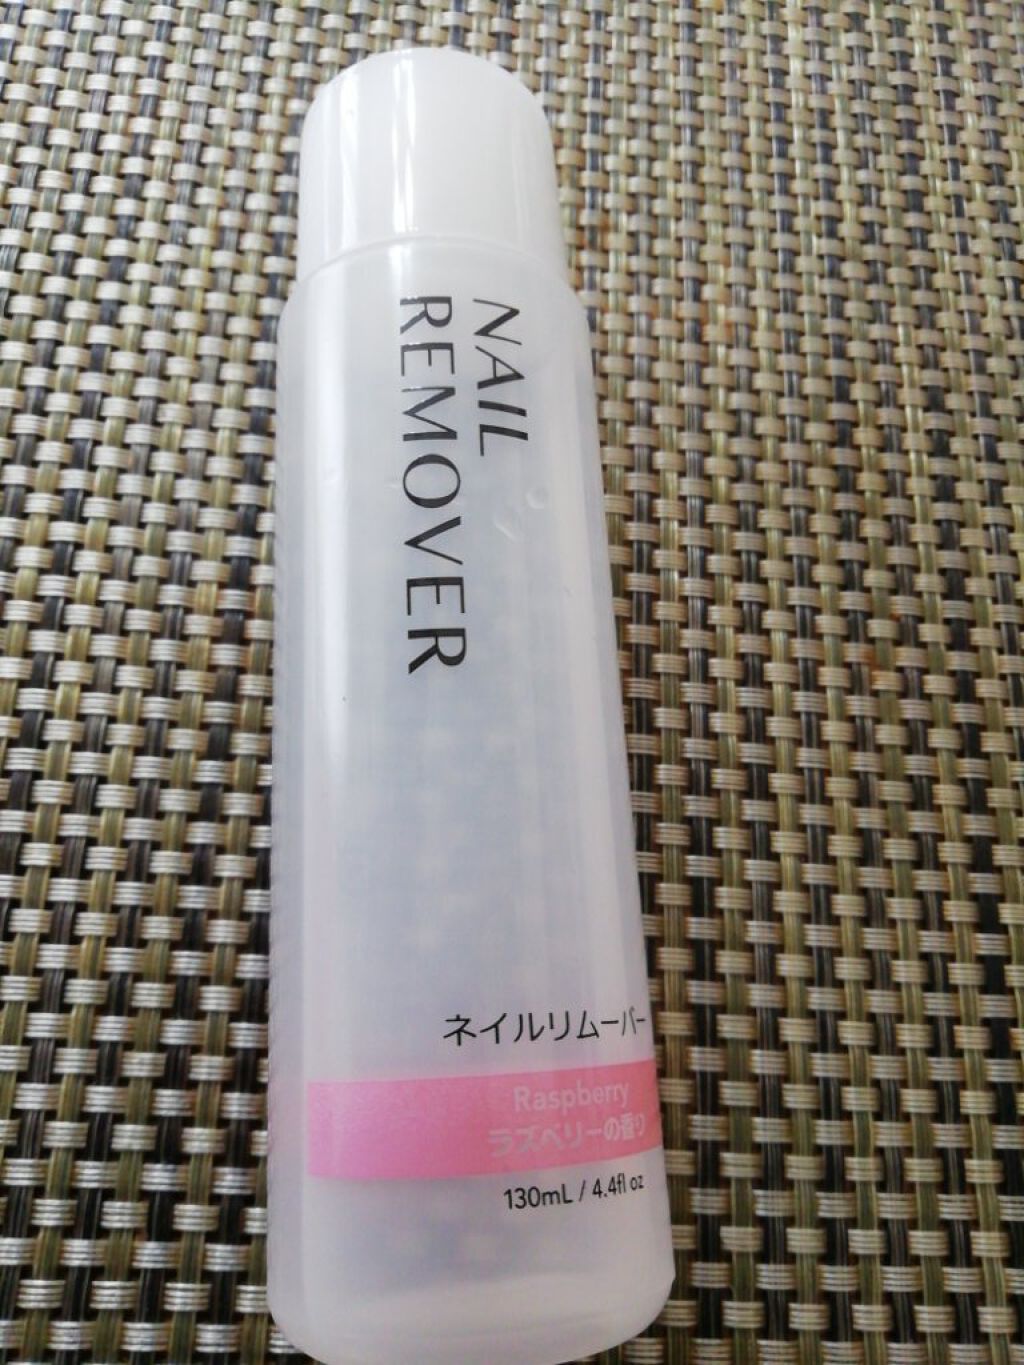 NAIL
REMOVER
ネイルリムーバー
Raspberry
ラズベリーの香り
130mL / 4.4fl oz